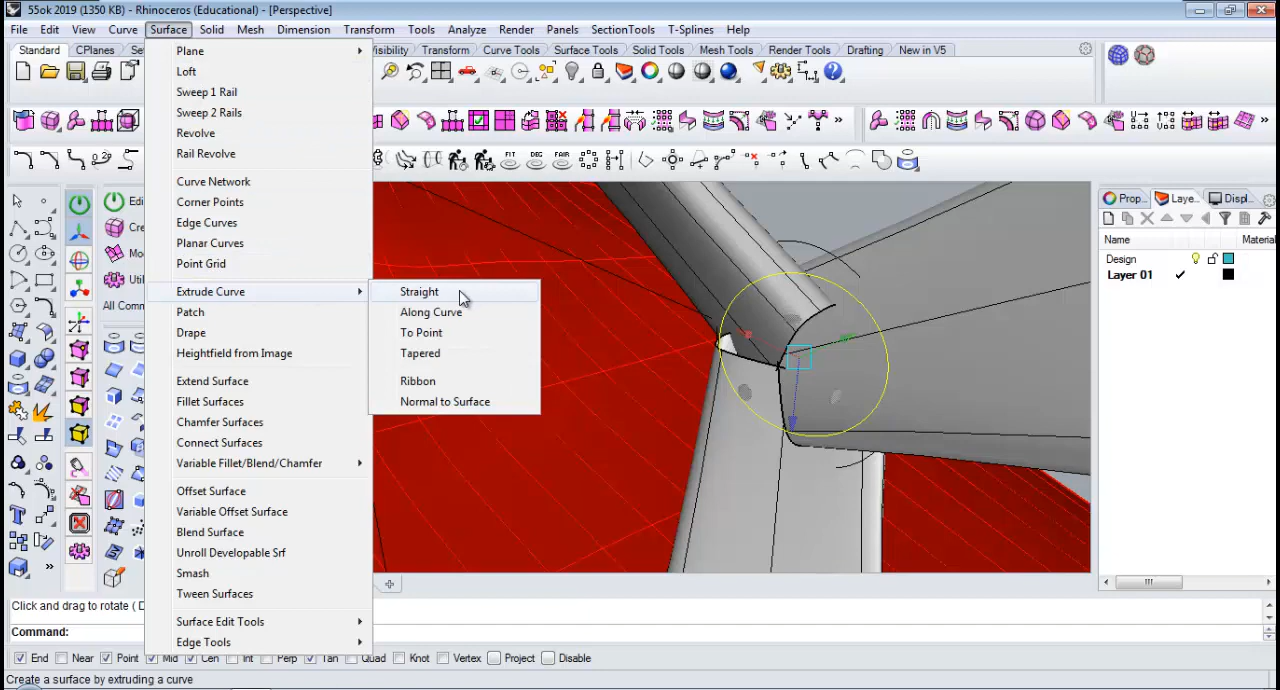 55ok 2019 (1350 KB) - Rhinoceros (Educational) - [Perspective]
File Edit View Curve Surface Solid Mesh Dimension Transform Tools Analyze Render Panels SectionTools T-Splines Help
Standard CPlanes Transform Curve Tools Surface Tools Solid Tools Mesh Tools Render Tools Drafting New in V5
Plane
Loft
Sweep 1 Rail
Sweep 2 Rails
Revolve
Rail Revolve
FIT DEG FAIR
Curve Network
Corner Points
Edge Curves
Planar Curves
Point Grid
Extrude Curve
Patch
Drape
Heightfield from Image
Extend Surface
Fillet Surfaces
Chamfer Surfaces
Connect Surfaces
Variable Fillet/Blend/Chamfer
Offset Surface
Variable Offset Surface
Blend Surface
Unroll Developable Srf
Smash
Tween Surfaces
Surface Edit Tools
Edge Tools
Straight
Along Curve
To Point
Tapered
Ribbon
Normal to Surface
Prop... Laye... Displ...
Name Material
Design
Layer 01
Click and drag to rotate ( D
Command:
End Near Point Mid Cen Int Perp Tan Quad Knot Vertex Project Disable
Create a surface by extruding a curve